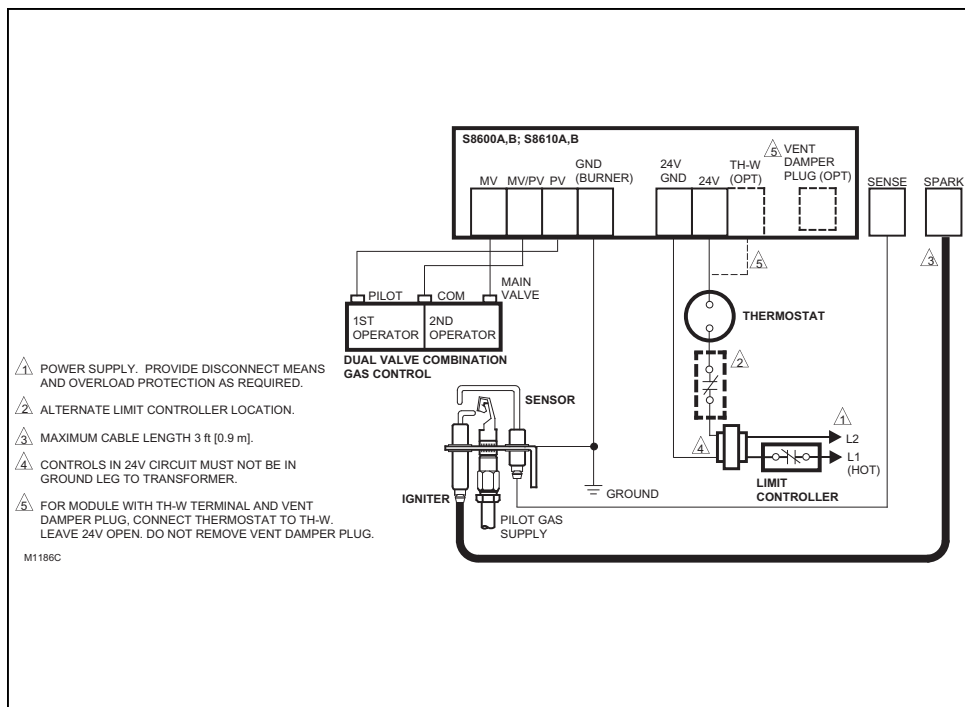 S8600A,B; S8610A,B
MV
MV/PV
PV
GND
(BURNER)
24V
GND
24V
TH-W
(OPT)
5
VENT
DAMPER
PLUG (OPT)
SENSE
SPARK
5
3
PILOT
COM
MAIN
VALVE
1ST
OPERATOR
2ND
OPERATOR
DUAL VALVE COMBINATION
GAS CONTROL
THERMOSTAT
2
1
L2
4
L1
(HOT)
LIMIT
CONTROLLER
SENSOR
IGNITER
GROUND
PILOT GAS
SUPPLY
1 POWER SUPPLY. PROVIDE DISCONNECT MEANS
AND OVERLOAD PROTECTION AS REQUIRED.
2 ALTERNATE LIMIT CONTROLLER LOCATION.
3 MAXIMUM CABLE LENGTH 3 ft [0.9 m].
4 CONTROLS IN 24V CIRCUIT MUST NOT BE IN
GROUND LEG TO TRANSFORMER.
5 FOR MODULE WITH TH-W TERMINAL AND VENT
DAMPER PLUG, CONNECT THERMOSTAT TO TH-W.
LEAVE 24V OPEN. DO NOT REMOVE VENT DAMPER PLUG.
M1186C